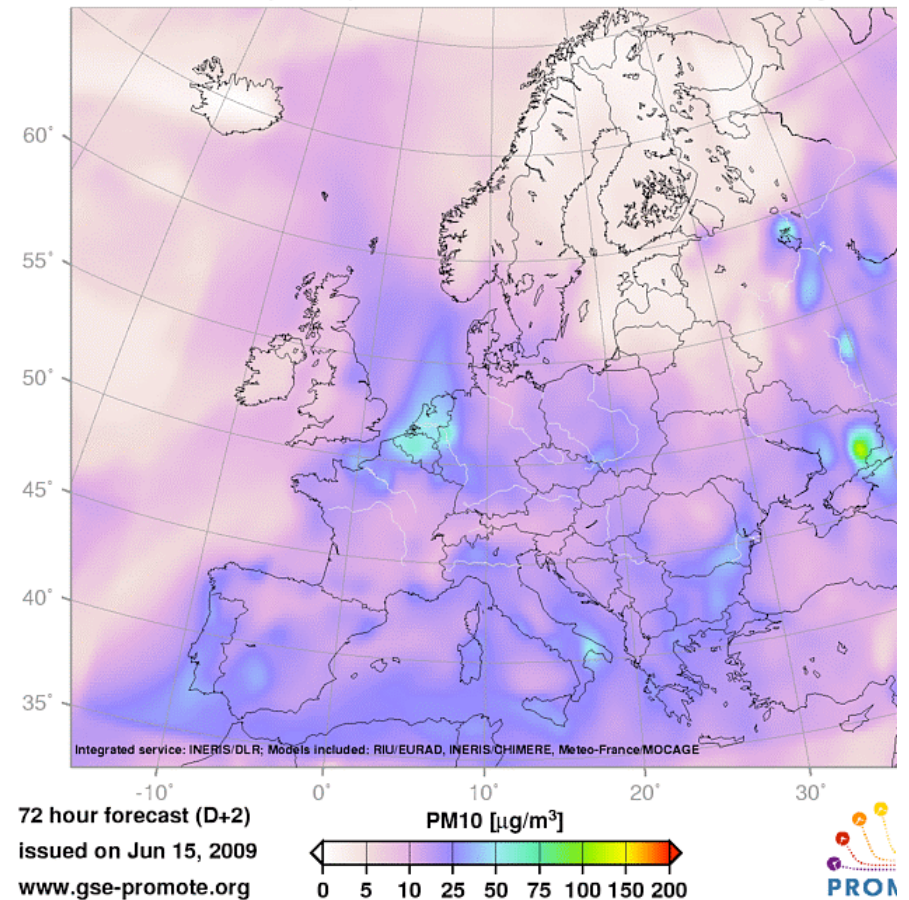 60°
55°
50°
45°
40°
35°
Integrated service: INERIS/DLR; Models included: RIU/EURAD, INERIS/CHIMERE, Meteo-France/MOCAGE
-10° 0° 10° 20° 30°
72 hour forecast (D+2)
issued on Jun 15, 2009
www.gse-promote.org
PM10 [µg/m³]
0 5 10 25 50 75 100 150 200
PROM